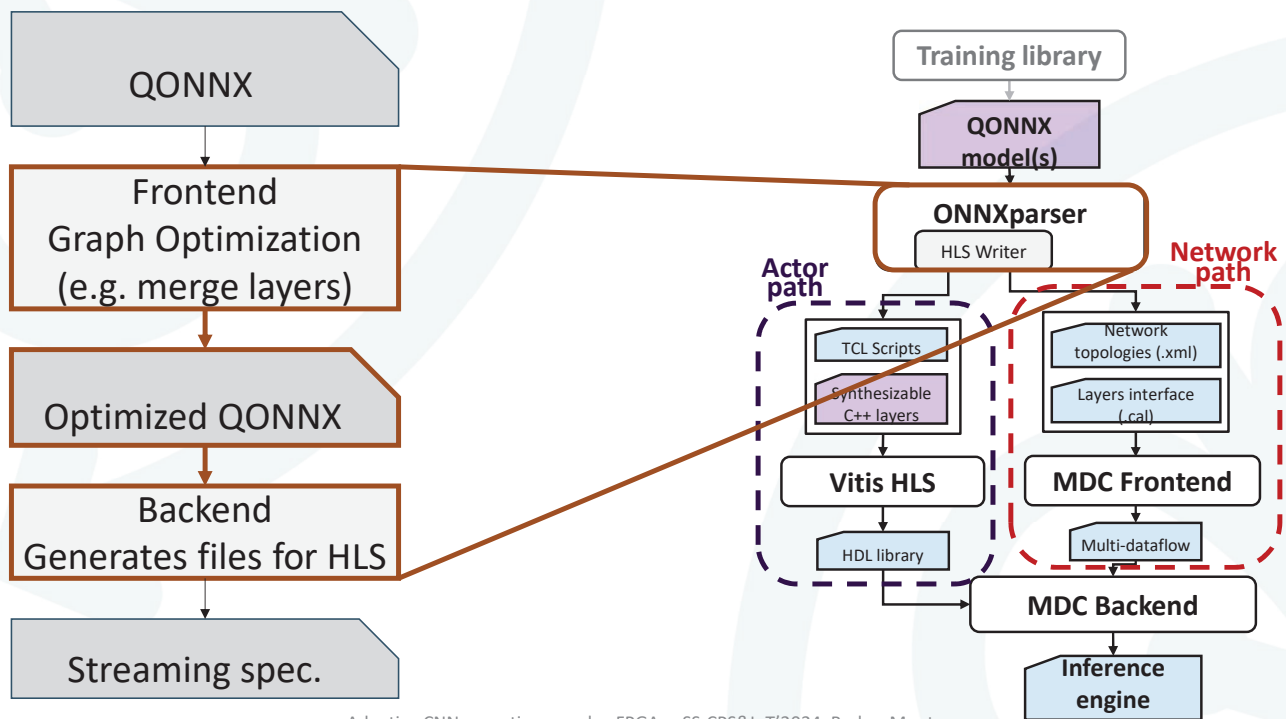 QONNX
Frontend
Graph Optimization
(e.g. merge layers)
Optimized QONNX
Backend
Generates files for HLS
Streaming spec.
Training library
QONNX
model(s)
ONNXparser
HLS Writer
Actor
path
Network
path
TCL Scripts
Synthesizable
C++ layers
Network
topologies (.xml)
Layers interface
(.cal)
Vitis HLS
MDC Frontend
HDL library
Multi-dataflow
MDC Backend
Inference
engine